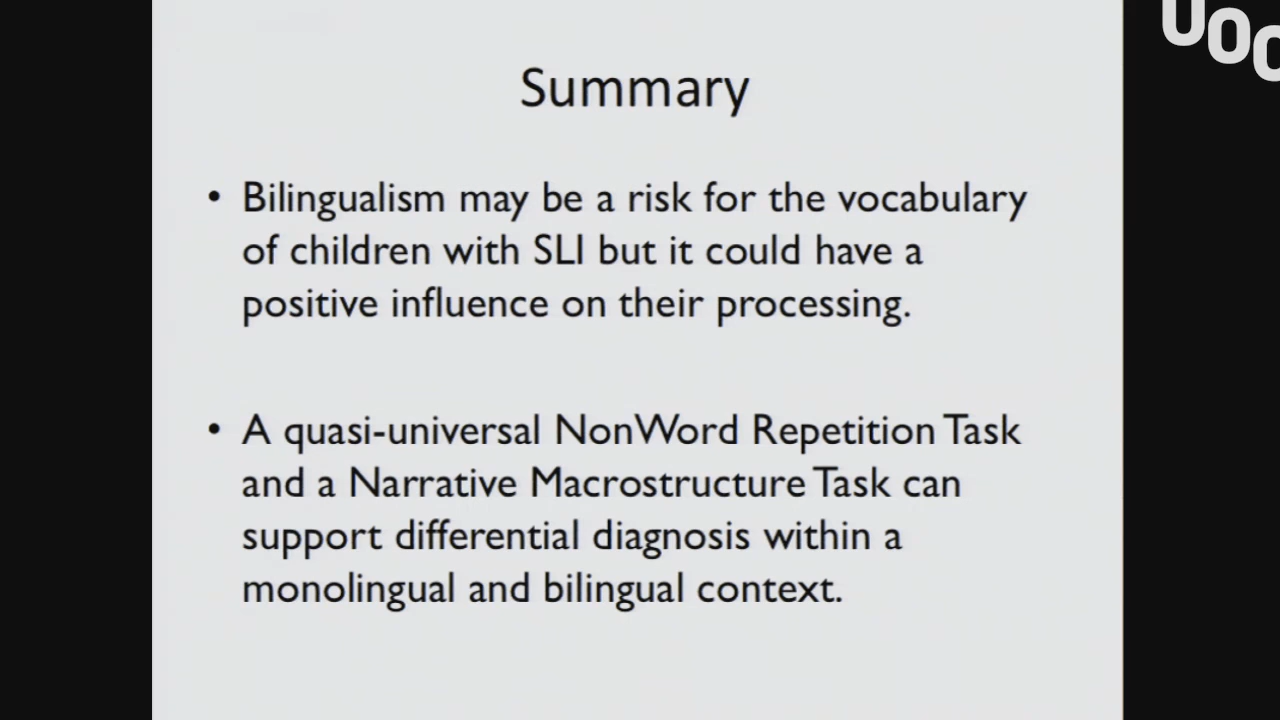 UOC
Summary
• Bilingualism may be a risk for the vocabulary
of children with SLI but it could have a
positive influence on their processing.
• A quasi-universal NonWord Repetition Task
and a Narrative Macrostructure Task can
support differential diagnosis within a
monolingual and bilingual context.